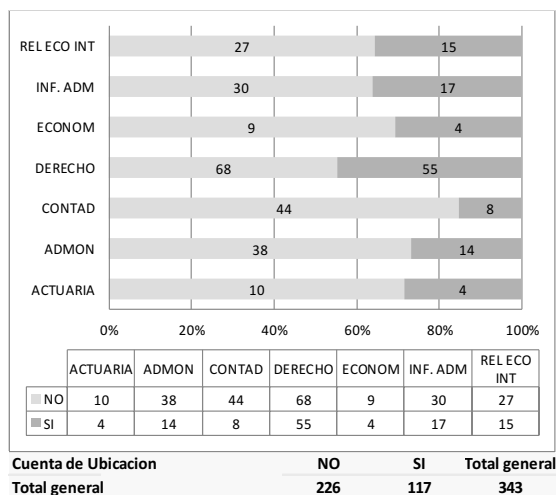 REL ECO INT 27 15
INF. ADM 30 17
ECONOM 9 4
DERECHO 68 55
CONTAD 44 8
ADMON 38 14
ACTUARIA 10 4
0% 20% 40% 60% 80% 100%
ACTUARIA ADMON CONTAD DERECHO ECONOM INF. ADM REL ECO INT
NO 10 38 44 68 9 30 27
SI 4 14 8 55 4 17 15
Cuenta de Ubicacion NO SI Total general
Total general 226 117 343